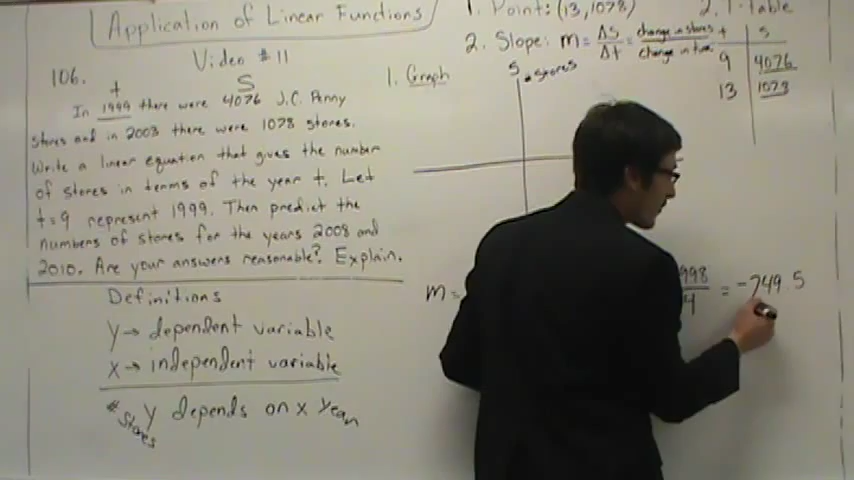 Application of Linear Functions
Video #11
106.
t S
In 1999 there were 4076 J.C. Penny
stores and in 2003 there were 1078 stores.
Write a linear equation that gives the number
of stores in terms of the year t. Let
t=9 represent 1999. Then predict the
numbers of stores for the years 2008 and
2010. Are your answers reasonable? Explain.
Definitions
y→ dependent variable
x→ independent variable
# stores y depends on x year
1. Point: (13,1078)
2. Slope: m = ΔS/Δt = change in stores/change in time
1. Graph
S # stores
2. T-table
t S
9 4076
13 1078
m =
998/4 = -749.5